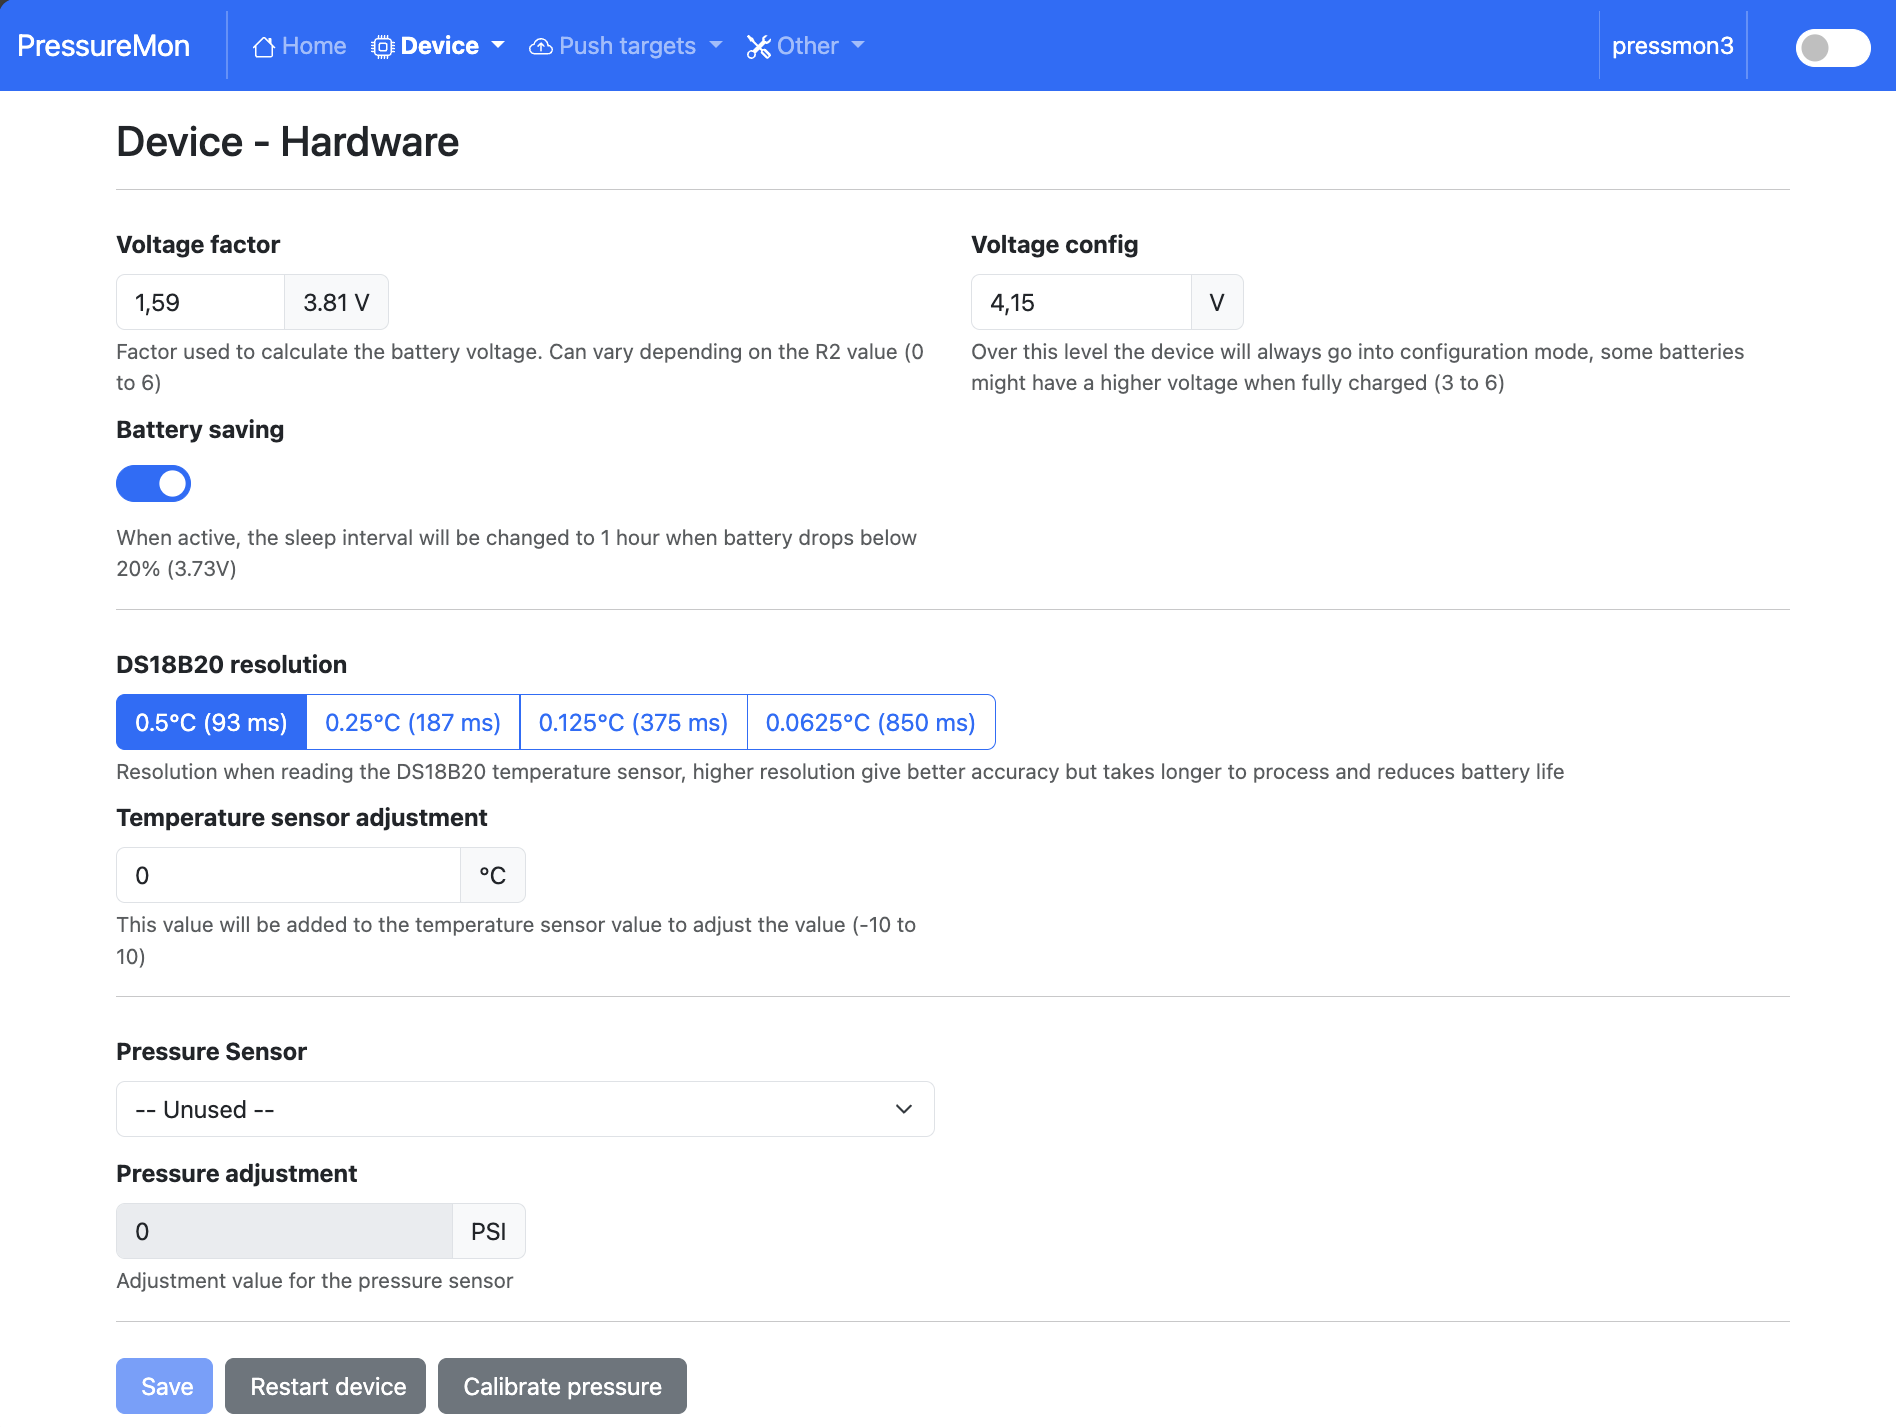 PressureMon
Home
Device
Push targets
Other
pressmon3
Device - Hardware
Voltage factor
1,59
3.81 V
Factor used to calculate the battery voltage. Can vary depending on the R2 value (0
to 6)
Voltage config
4,15
V
Over this level the device will always go into configuration mode, some batteries
might have a higher voltage when fully charged (3 to 6)
Battery saving
When active, the sleep interval will be changed to 1 hour when battery drops below
20% (3.73V)
DS18B20 resolution
0.5°C (93 ms)
0.25°C (187 ms)
0.125°C (375 ms)
0.0625°C (850 ms)
Resolution when reading the DS18B20 temperature sensor, higher resolution give better accuracy but takes longer to process and reduces battery life
Temperature sensor adjustment
0
°C
This value will be added to the temperature sensor value to adjust the value (-10 to
10)
Pressure Sensor
-- Unused --
Pressure adjustment
0
PSI
Adjustment value for the pressure sensor
Save
Restart device
Calibrate pressure